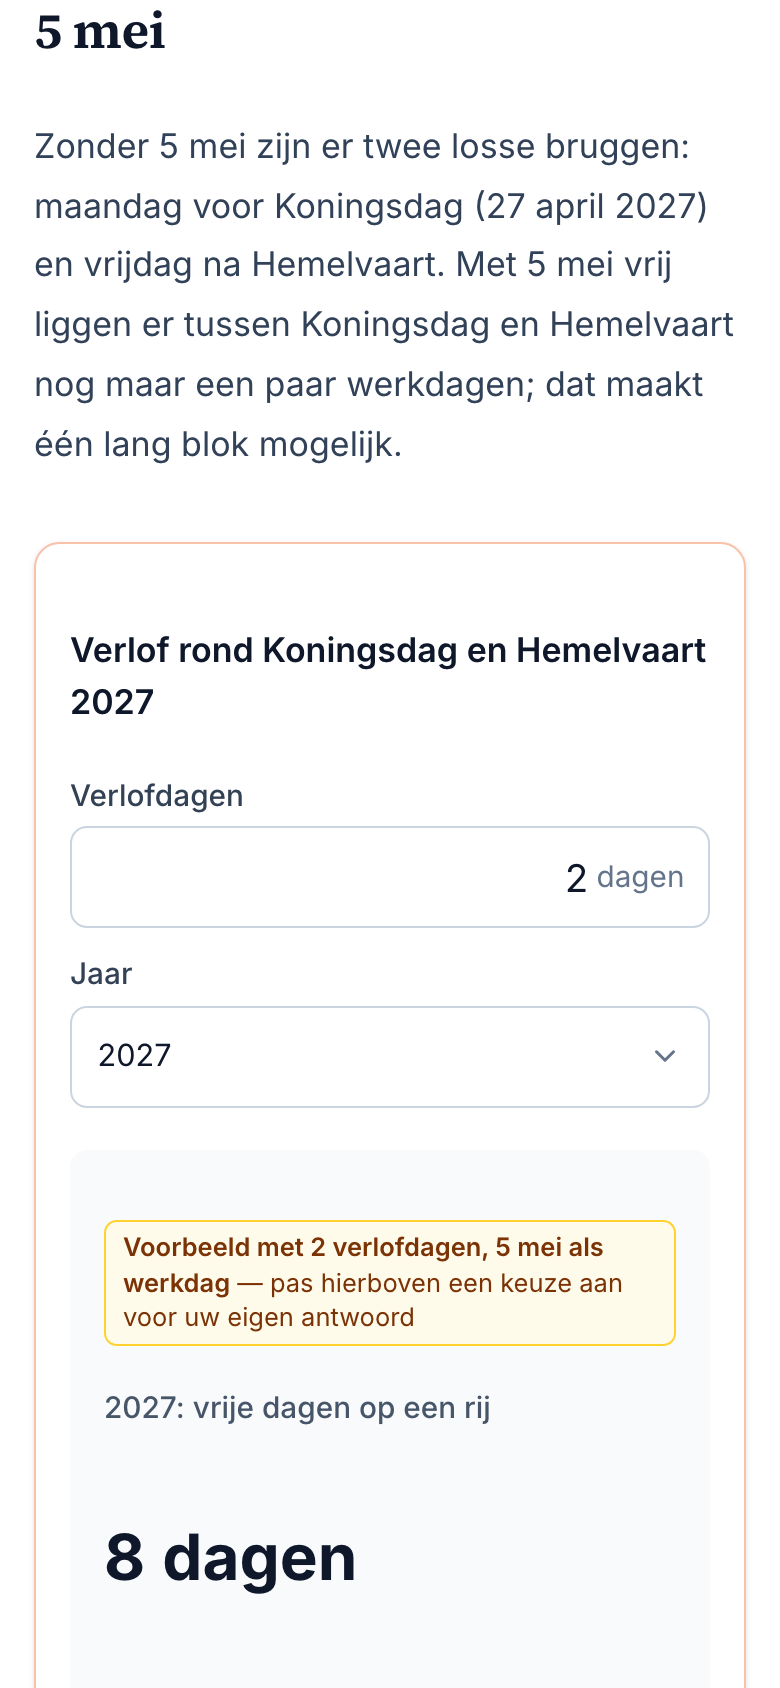 5 mei
Zonder 5 mei zijn er twee losse bruggen:
maandag voor Koningsdag (27 april 2027)
en vrijdag na Hemelvaart. Met 5 mei vrij
liggen er tussen Koningsdag en Hemelvaart
nog maar een paar werkdagen; dat maakt
één lang blok mogelijk.
Verlof rond Koningsdag en Hemelvaart
2027
Verlofdagen
2 dagen
Jaar
2027
Voorbeeld met 2 verlofdagen, 5 mei als
werkdag — pas hierboven een keuze aan
voor uw eigen antwoord
2027: vrije dagen op een rij
8 dagen